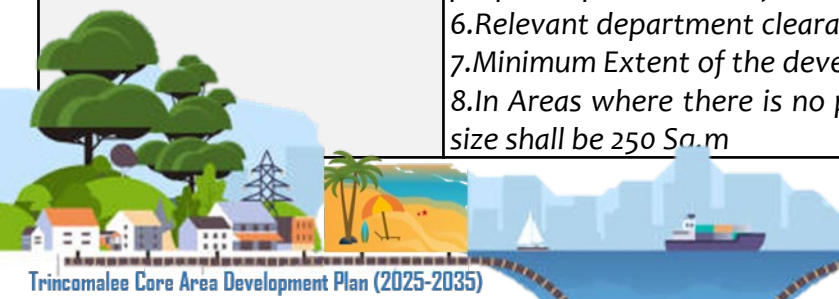 6.Relevant department cleara
7.Minimum Extent of the deve
8.In Areas where there is no p
size shall be 250 Sq.m
Trincomalee Core Area Development Plan (2025-2035)